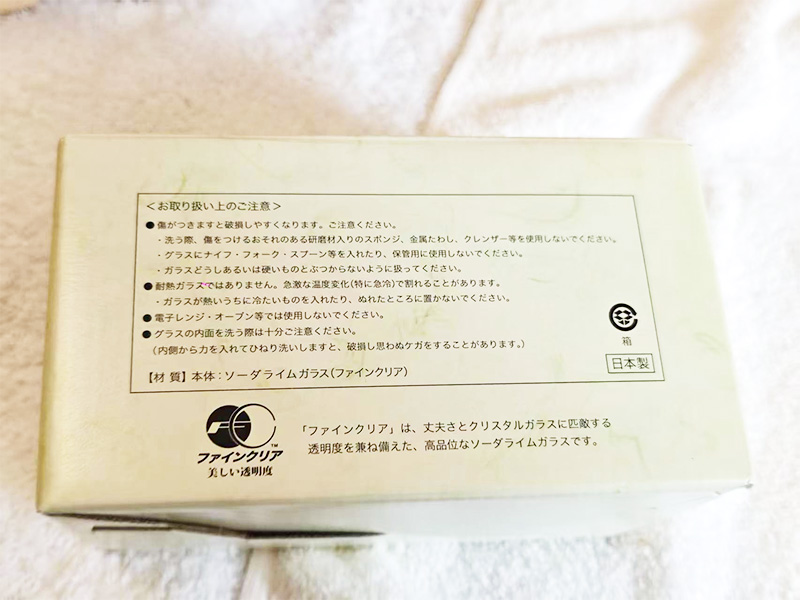 ＜お取り扱い上のご注意＞
●傷がつきますと破損しやすくなります。ご注意ください。
・洗う際、傷をつけるおそれのある研磨材入りのスポンジ、金属たわし、クレンザー等を使用しないでください。
・グラスにナイフ・フォーク・スプーン等を入れたり、保管用に使用しないでください。
・ガラスどうしあるいは硬いものとぶつからないように扱ってください。
●耐熱ガラスではありません。急激な温度変化(特に急冷)で割れることがあります。
・ガラスが熱いうちに冷たいものを入れたり、ぬれたところに置かないでください。
●電子レンジ・オーブン等では使用しないでください。
●グラスの内面を洗う際は十分ご注意ください。
（内側から力を入れてひねり洗いしますと、破損し思わぬケガをすることがあります。）
【材 質】本体：ソーダライムガラス(ファインクリア)
箱
日本製
TM
ファインクリア
美しい透明度
「ファインクリア」は、丈夫さとクリスタルガラスに匹敵する
透明度を兼ね備えた、高品位なソーダライムガラスです。